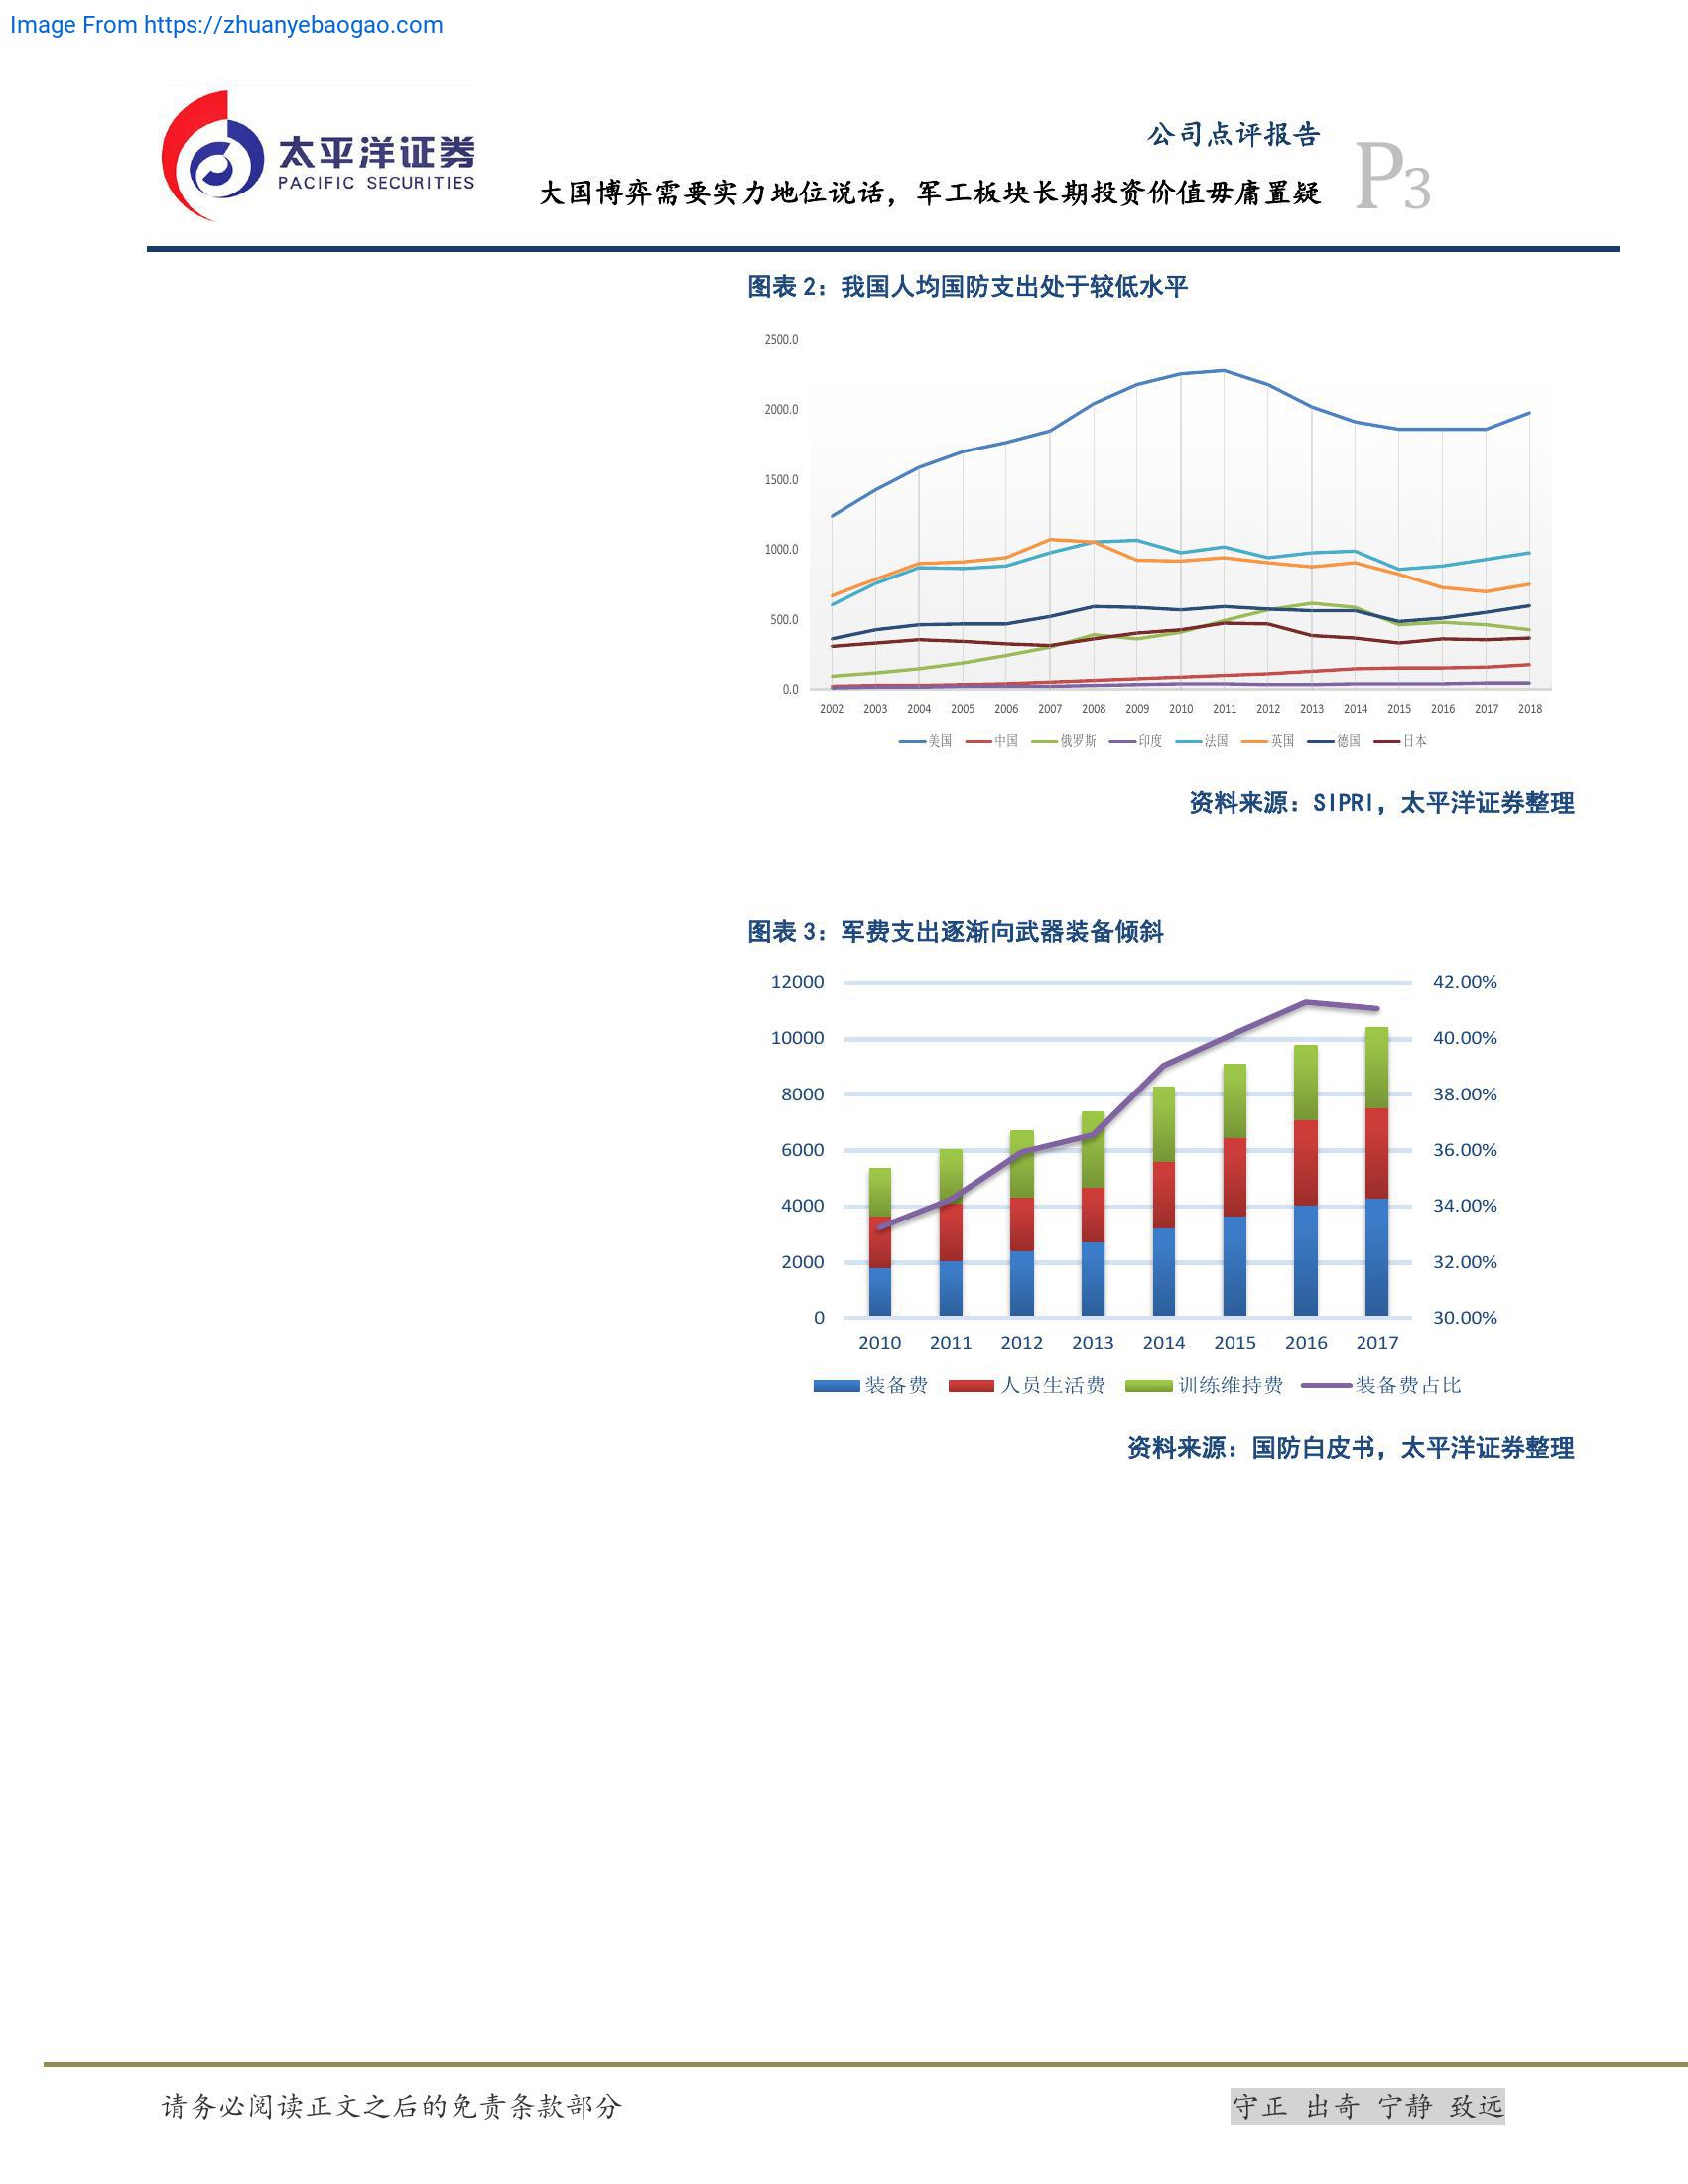 Image From https://zhuanyebaogao.com
太平洋证券
PACIFIC SECURITIES
公司点评报告
大国博弈需要实力地位说话，军工板块长期投资价值毋庸置疑
P3
图表 2：我国人均国防支出处于较低水平
2500.0
2000.0
1500.0
1000.0
500.0
0.0
2002 2003 2004 2005 2006 2007 2008 2009 2010 2011 2012 2013 2014 2015 2016 2017 2018
美国 中国 俄罗斯 印度 法国 英国 德国 日本
资料来源：SIPRI，太平洋证券整理
图表 3：军费支出逐渐向武器装备倾斜
12000 42.00%
10000 40.00%
8000 38.00%
6000 36.00%
4000 34.00%
2000 32.00%
0 30.00%
2010 2011 2012 2013 2014 2015 2016 2017
装备费 人员生活费 训练维持费 装备费占比
资料来源：国防白皮书，太平洋证券整理
请务必阅读正文之后的免责条款部分
守正 出奇 宁静 致远